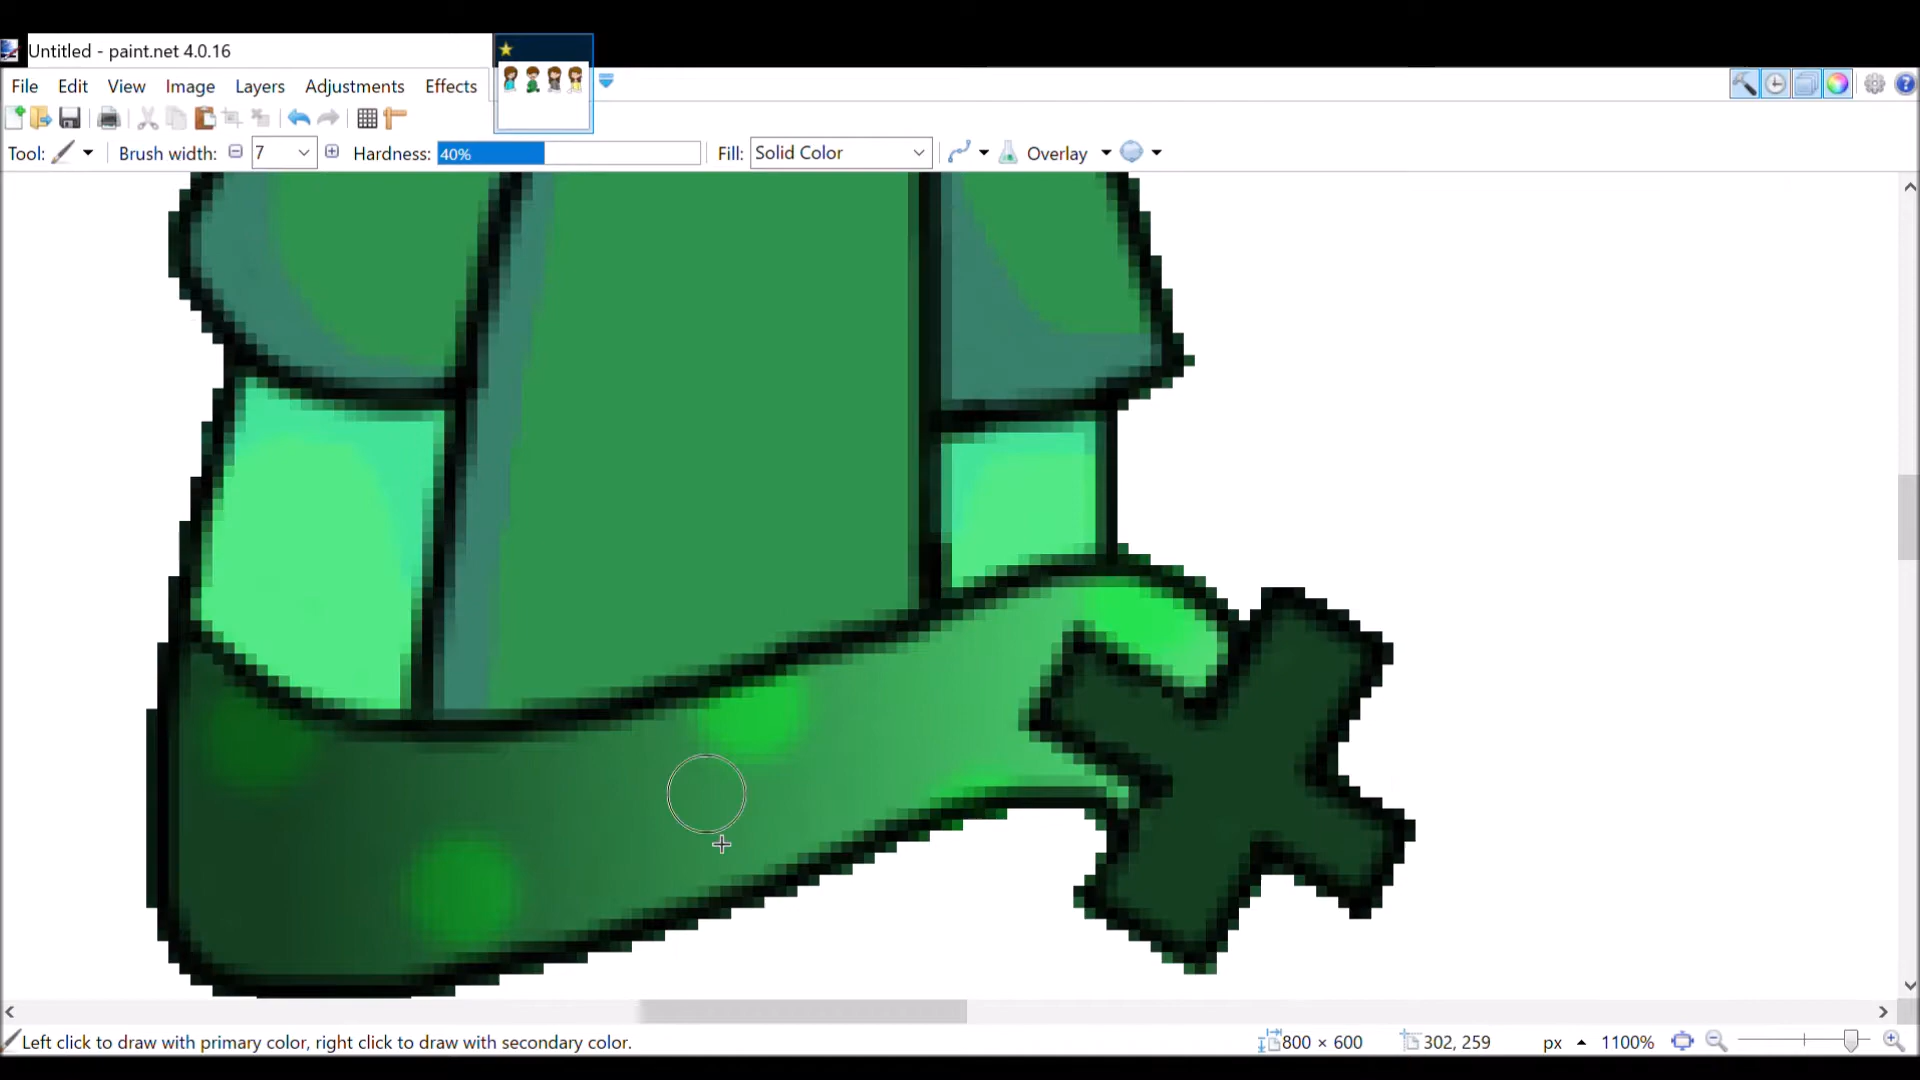 Untitled - paint.net 4.0.16
File Edit View Image Layers Adjustments Effects
Tool: Brush width: 7 Hardness: 40% Fill: Solid Color Overlay
Left click to draw with primary color, right click to draw with secondary color. 800 × 600 302, 259 px 1100%